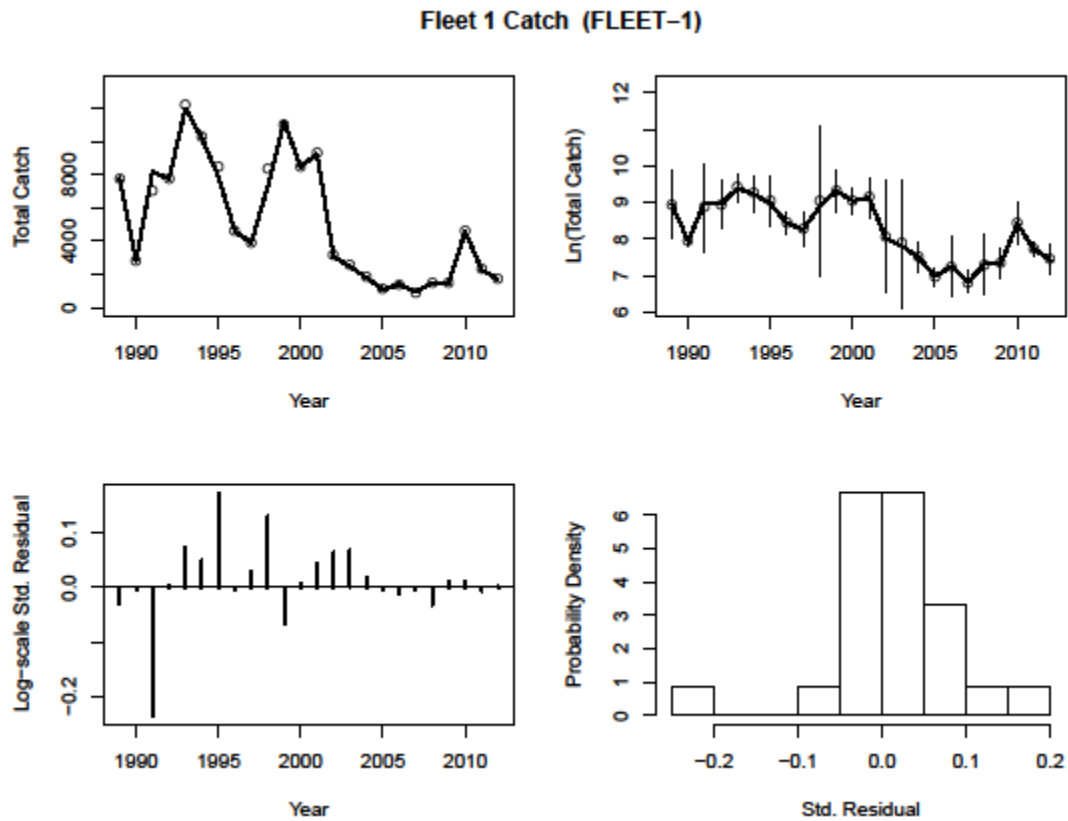 Fleet 1 Catch (FLEET−1)
Total Catch
0 4000 8000
1990 1995 2000 2005 2010
Year
Ln(Total Catch)
6 7 8 9 10 12
1990 1995 2000 2005 2010
Year
Log−scale Std. Residual
−0.2 0.0 0.1
1990 1995 2000 2005 2010
Year
Probability Density
0 1 2 3 4 5 6
−0.2 −0.1 0.0 0.1 0.2
Std. Residual